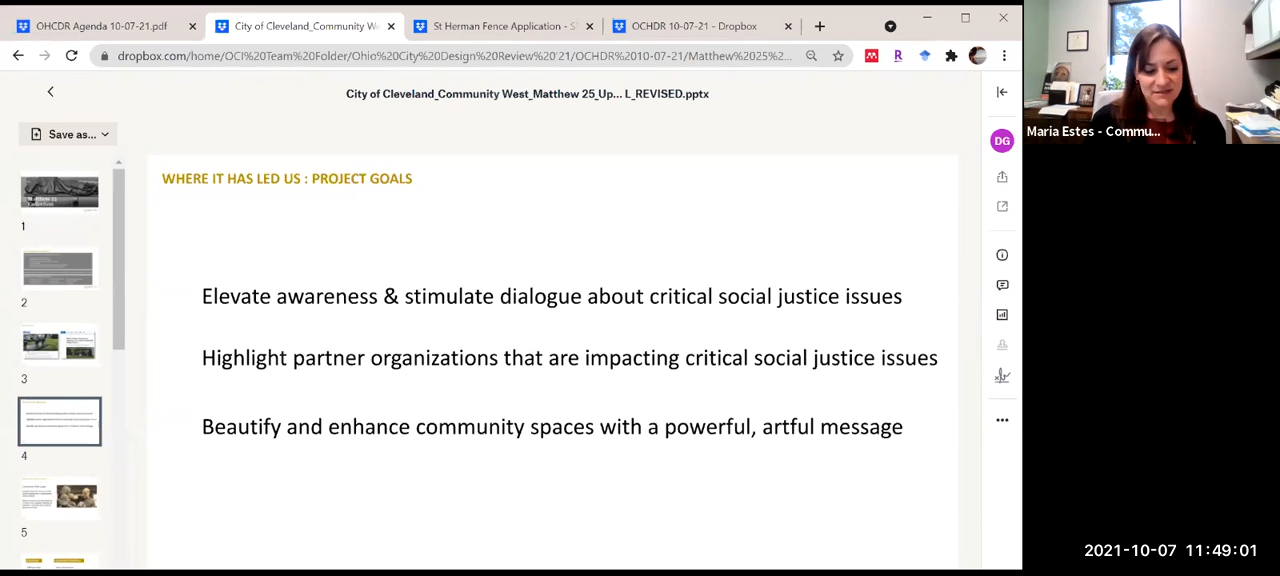 OHCDR Agenda 10-07-21.pdf
City of Cleveland_Community We
St Herman Fence Application - S
OCHDR 10-07-21 - Dropbox
dropbox.com/home/OCI%20Team%20Folder/Ohio%20City%20Design%20Review%20'21/OCHDR%2010-07-21/Matthew%2025%2...
R
City of Cleveland_Community West_Matthew 25_Up... L_REVISED.pptx
Save as...
DG
Maria Estes - Commu...
WHERE IT HAS LED US : PROJECT GOALS
Elevate awareness & stimulate dialogue about critical social justice issues
Highlight partner organizations that are impacting critical social justice issues
Beautify and enhance community spaces with a powerful, artful message
Matthew 25
Collection
1
2
3
4
5
2021-10-07 11:49:01